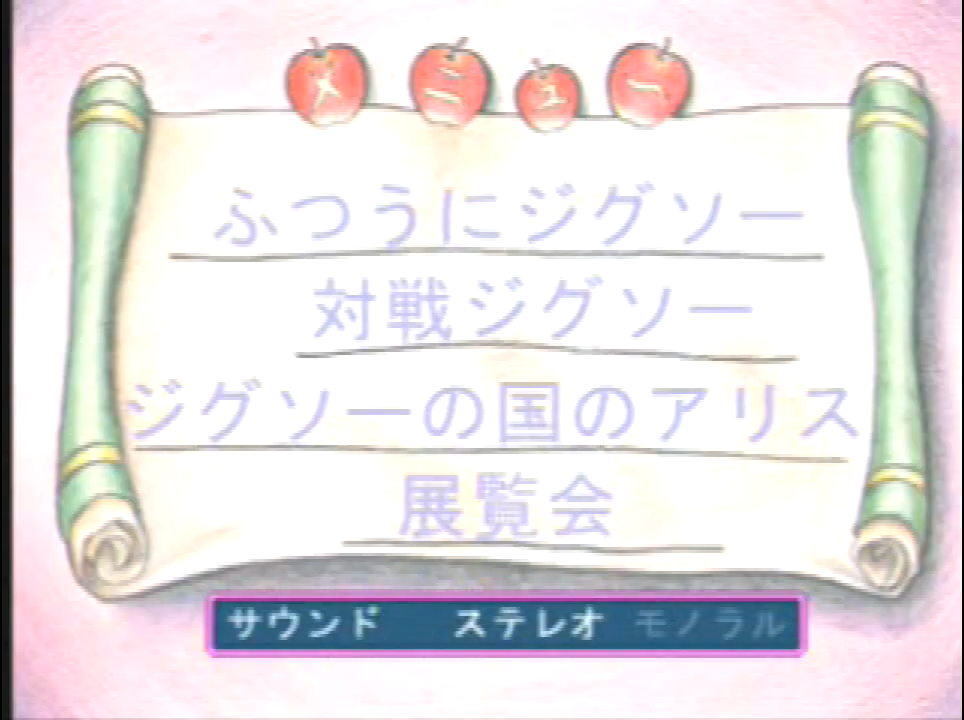 メニュー
ふつうにジグソー
対戦ジグソー
ジグソーの国のアリス
展覧会
サウンド ステレオ モノラル